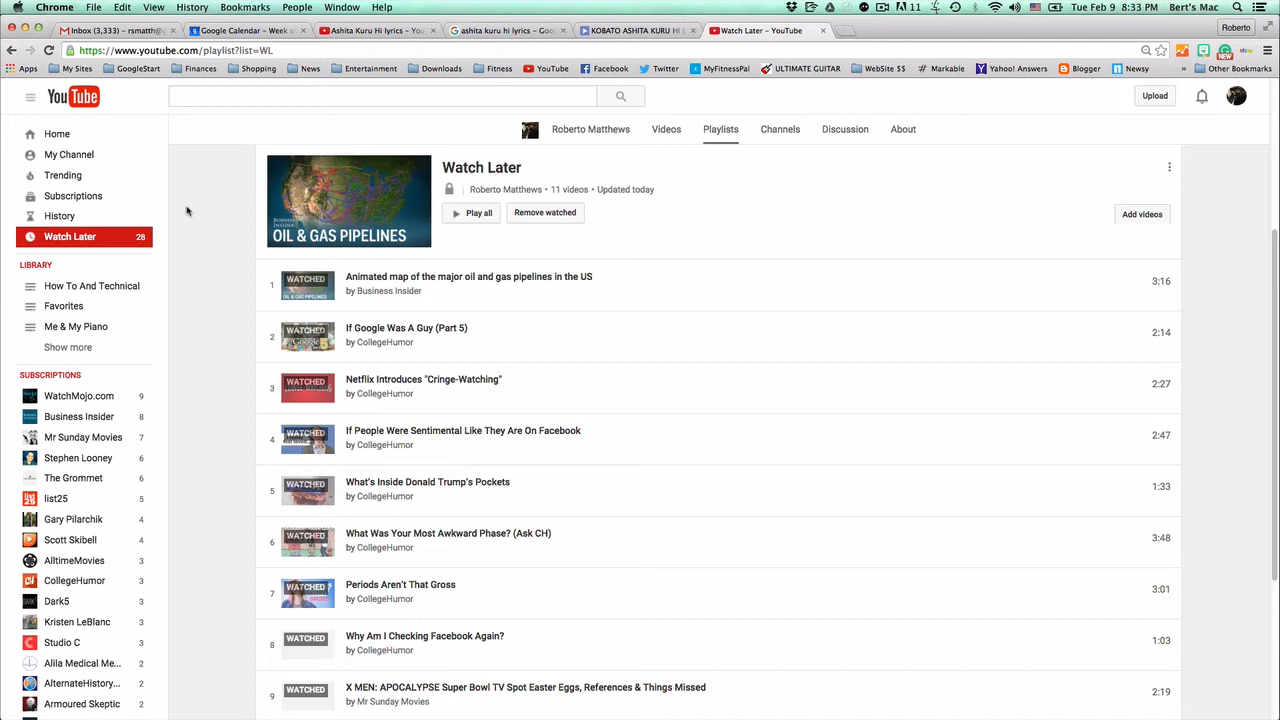 Chrome File Edit View History Bookmarks People Window Help 11 Tue Feb 9 8:33 PM Bert's Mac
Inbox (3,333) – rsmatth@g Google Calendar – Week o Ashita Kuru Hi lyrics – Yo ashita kuru hi lyrics – Goo KOBATO ASHITA KURU Hi L Watch Later – YouTube Roberto
https://www.youtube.com/playlist?list=WL
Apps My Sites GoogleStart Finances Shopping News Entertainment Downloads Fitness YouTube Facebook Twitter MyFitnessPal ULTIMATE GUITAR WebSite $$ Markable Yahoo! Answers Blogger Newsy » Other Bookmarks
NEW
ebay
YouTube
Upload
Home
My Channel
Trending
Subscriptions
History
Watch Later 28
LIBRARY
How To And Technical
Favorites
Me & My Piano
Show more
SUBSCRIPTIONS
WatchMojo.com 9
Business Insider 8
Mr Sunday Movies 7
Stephen Looney 6
The Grommet 6
list25 5
Gary Pilarchik 4
Scott Skibell 4
AlltimeMovies 3
CollegeHumor 3
Dark5 3
Kristen LeBlanc 3
Studio C 3
Alila Medical Me... 2
AlternateHistory... 2
Armoured Skeptic 2
Roberto Matthews Videos Playlists Channels Discussion About
BUSINESS INSIDER
OIL & GAS PIPELINES
Watch Later
Roberto Matthews • 11 videos • Updated today
Play all Remove watched
Add videos
1 WATCHED OIL & GAS PIPELINES Animated map of the major oil and gas pipelines in the US 3:16
by Business Insider
2 WATCHED If Google Was A Guy (Part 5) 2:14
by CollegeHumor
3 WATCHED Netflix Introduces "Cringe-Watching" 2:27
by CollegeHumor
4 WATCHED If People Were Sentimental Like They Are On Facebook 2:47
by CollegeHumor
5 WATCHED What's Inside Donald Trump's Pockets 1:33
by CollegeHumor
6 WATCHED What Was Your Most Awkward Phase? (Ask CH) 3:48
by CollegeHumor
7 WATCHED Periods Aren't That Gross 3:01
by CollegeHumor
8 WATCHED Why Am I Checking Facebook Again? 1:03
by CollegeHumor
9 WATCHED X MEN: APOCALYPSE Super Bowl TV Spot Easter Eggs, References & Things Missed 2:19
by Mr Sunday Movies